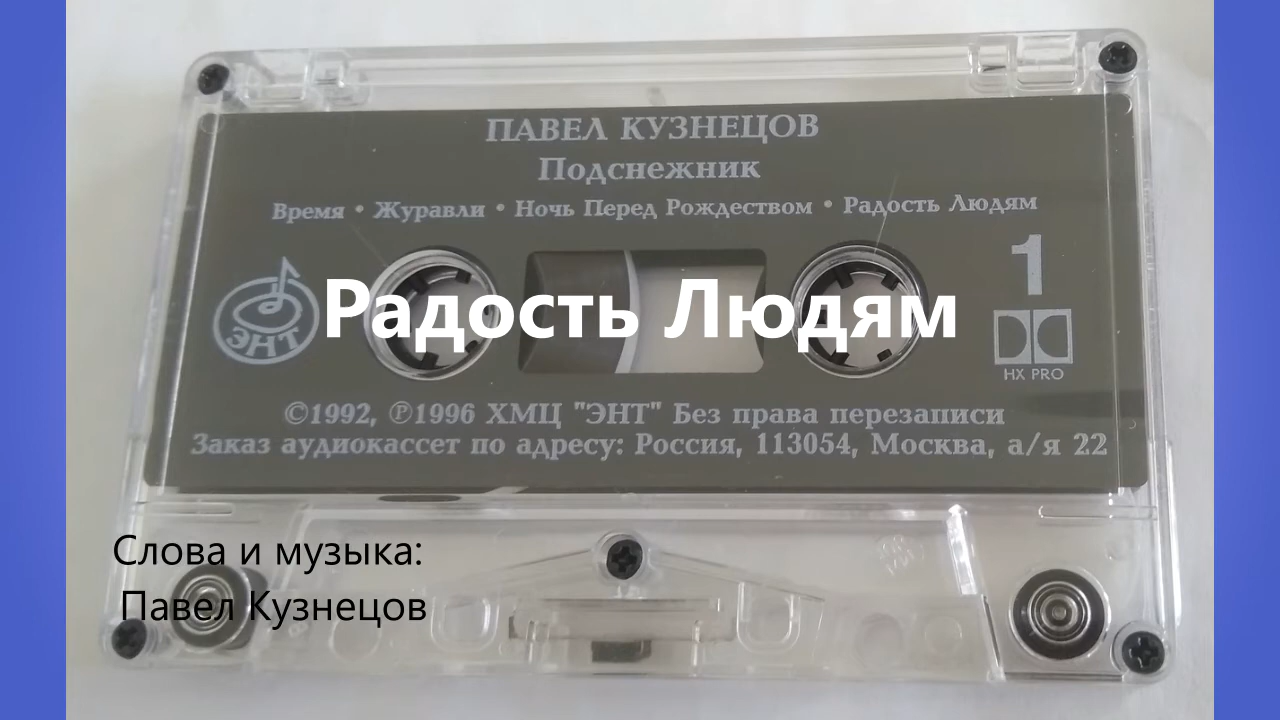 ПАВЕЛ КУЗНЕЦОВ
Подснежник
Время • Журавли • Ночь Перед Рождеством • Радость Людям
1
ЭНТ
Радость Людям
HX PRO
©1992, ℗1996 ХМЦ "ЭНТ" Без права перезаписи
Заказ аудиокассет по адресу: Россия, 113054, Москва, а/я 22
Слова и музыка:
Павел Кузнецов